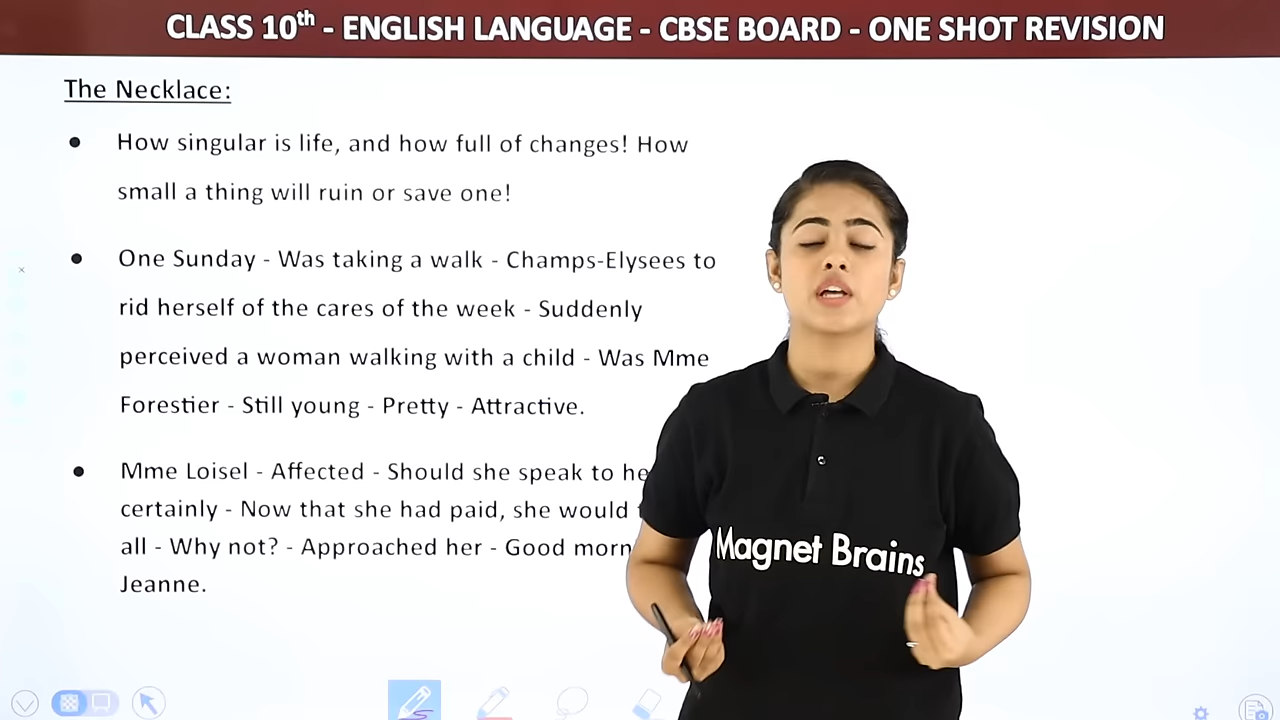 CLASS 10th - ENGLISH LANGUAGE - CBSE BOARD - ONE SHOT REVISION
The Necklace:
• How singular is life, and how full of changes! How
small a thing will ruin or save one!
• One Sunday - Was taking a walk - Champs-Elysees to
rid herself of the cares of the week - Suddenly
perceived a woman walking with a child - Was Mme
Forestier - Still young - Pretty - Attractive.
• Mme Loisel - Affected - Should she speak to
certainly - Now that she had paid, she would
all - Why not? - Approached her - Good
Jeanne.
Magnet Brains